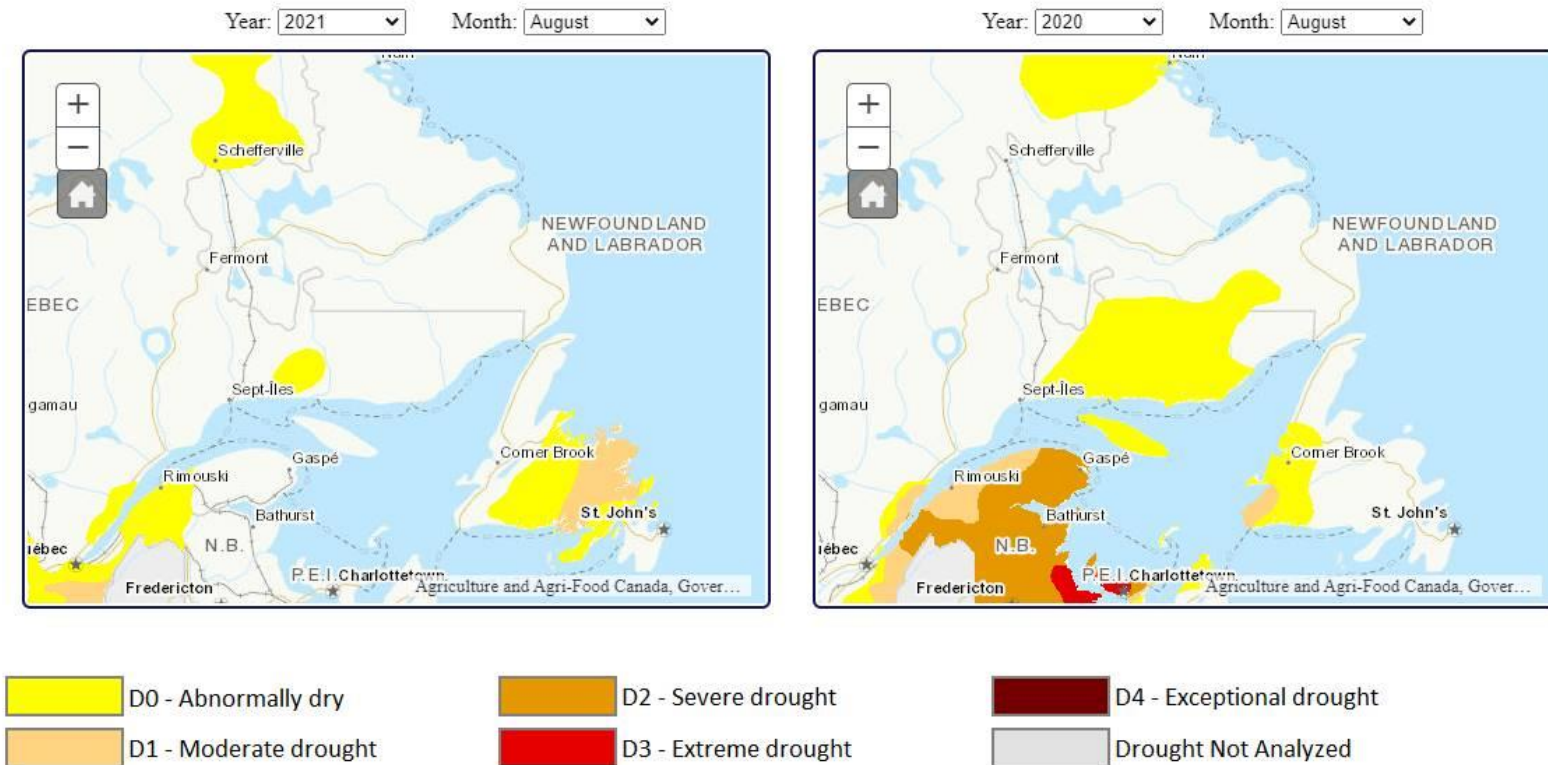 Year: 2021 Month: August
Year: 2020 Month: August
+
−
Schefferville
NEWFOUNDLAND
AND LABRADOR
Fermont
EBEC
Sept-Îles
gamau
Corner Brook
Gaspé
Rimouski
St. John's
Bathurst
N.B.
uébec
P.E.I. Charlottetown
Fredericton
Agriculture and Agri-Food Canada, Gover…
+
−
Schefferville
NEWFOUNDLAND
AND LABRADOR
Fermont
EBEC
Sept-Îles
gamau
Corner Brook
Gaspé
Rimouski
St. John's
Bathurst
N.B.
uébec
P.E.I. Charlottetown
Fredericton
Agriculture and Agri-Food Canada, Gover…
D0 - Abnormally dry
D2 - Severe drought
D4 - Exceptional drought
D1 - Moderate drought
D3 - Extreme drought
Drought Not Analyzed